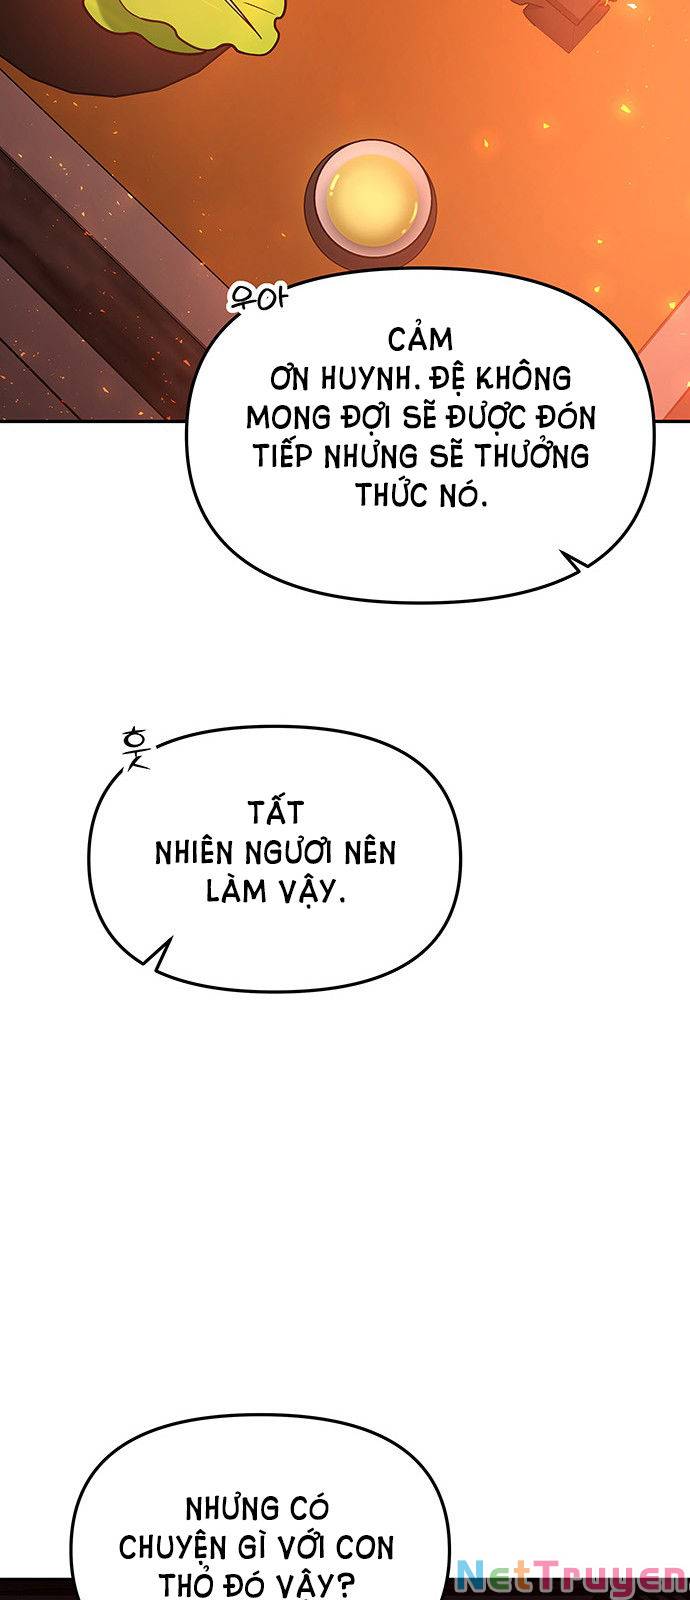 우아
CẢM
ƠN HUYNH. ĐỆ KHÔNG
MONG ĐỢI SẼ ĐƯỢC ĐÓN
TIẾP NHƯNG SẼ THƯỞNG
THỨC NÓ.
흣
TẤT
NHIÊN NGƯƠI NÊN
LÀM VẬY.
NHƯNG CÓ
CHUYỆN GÌ VỚI CON
THỎ ĐÓ VẬY?
NetTruyen